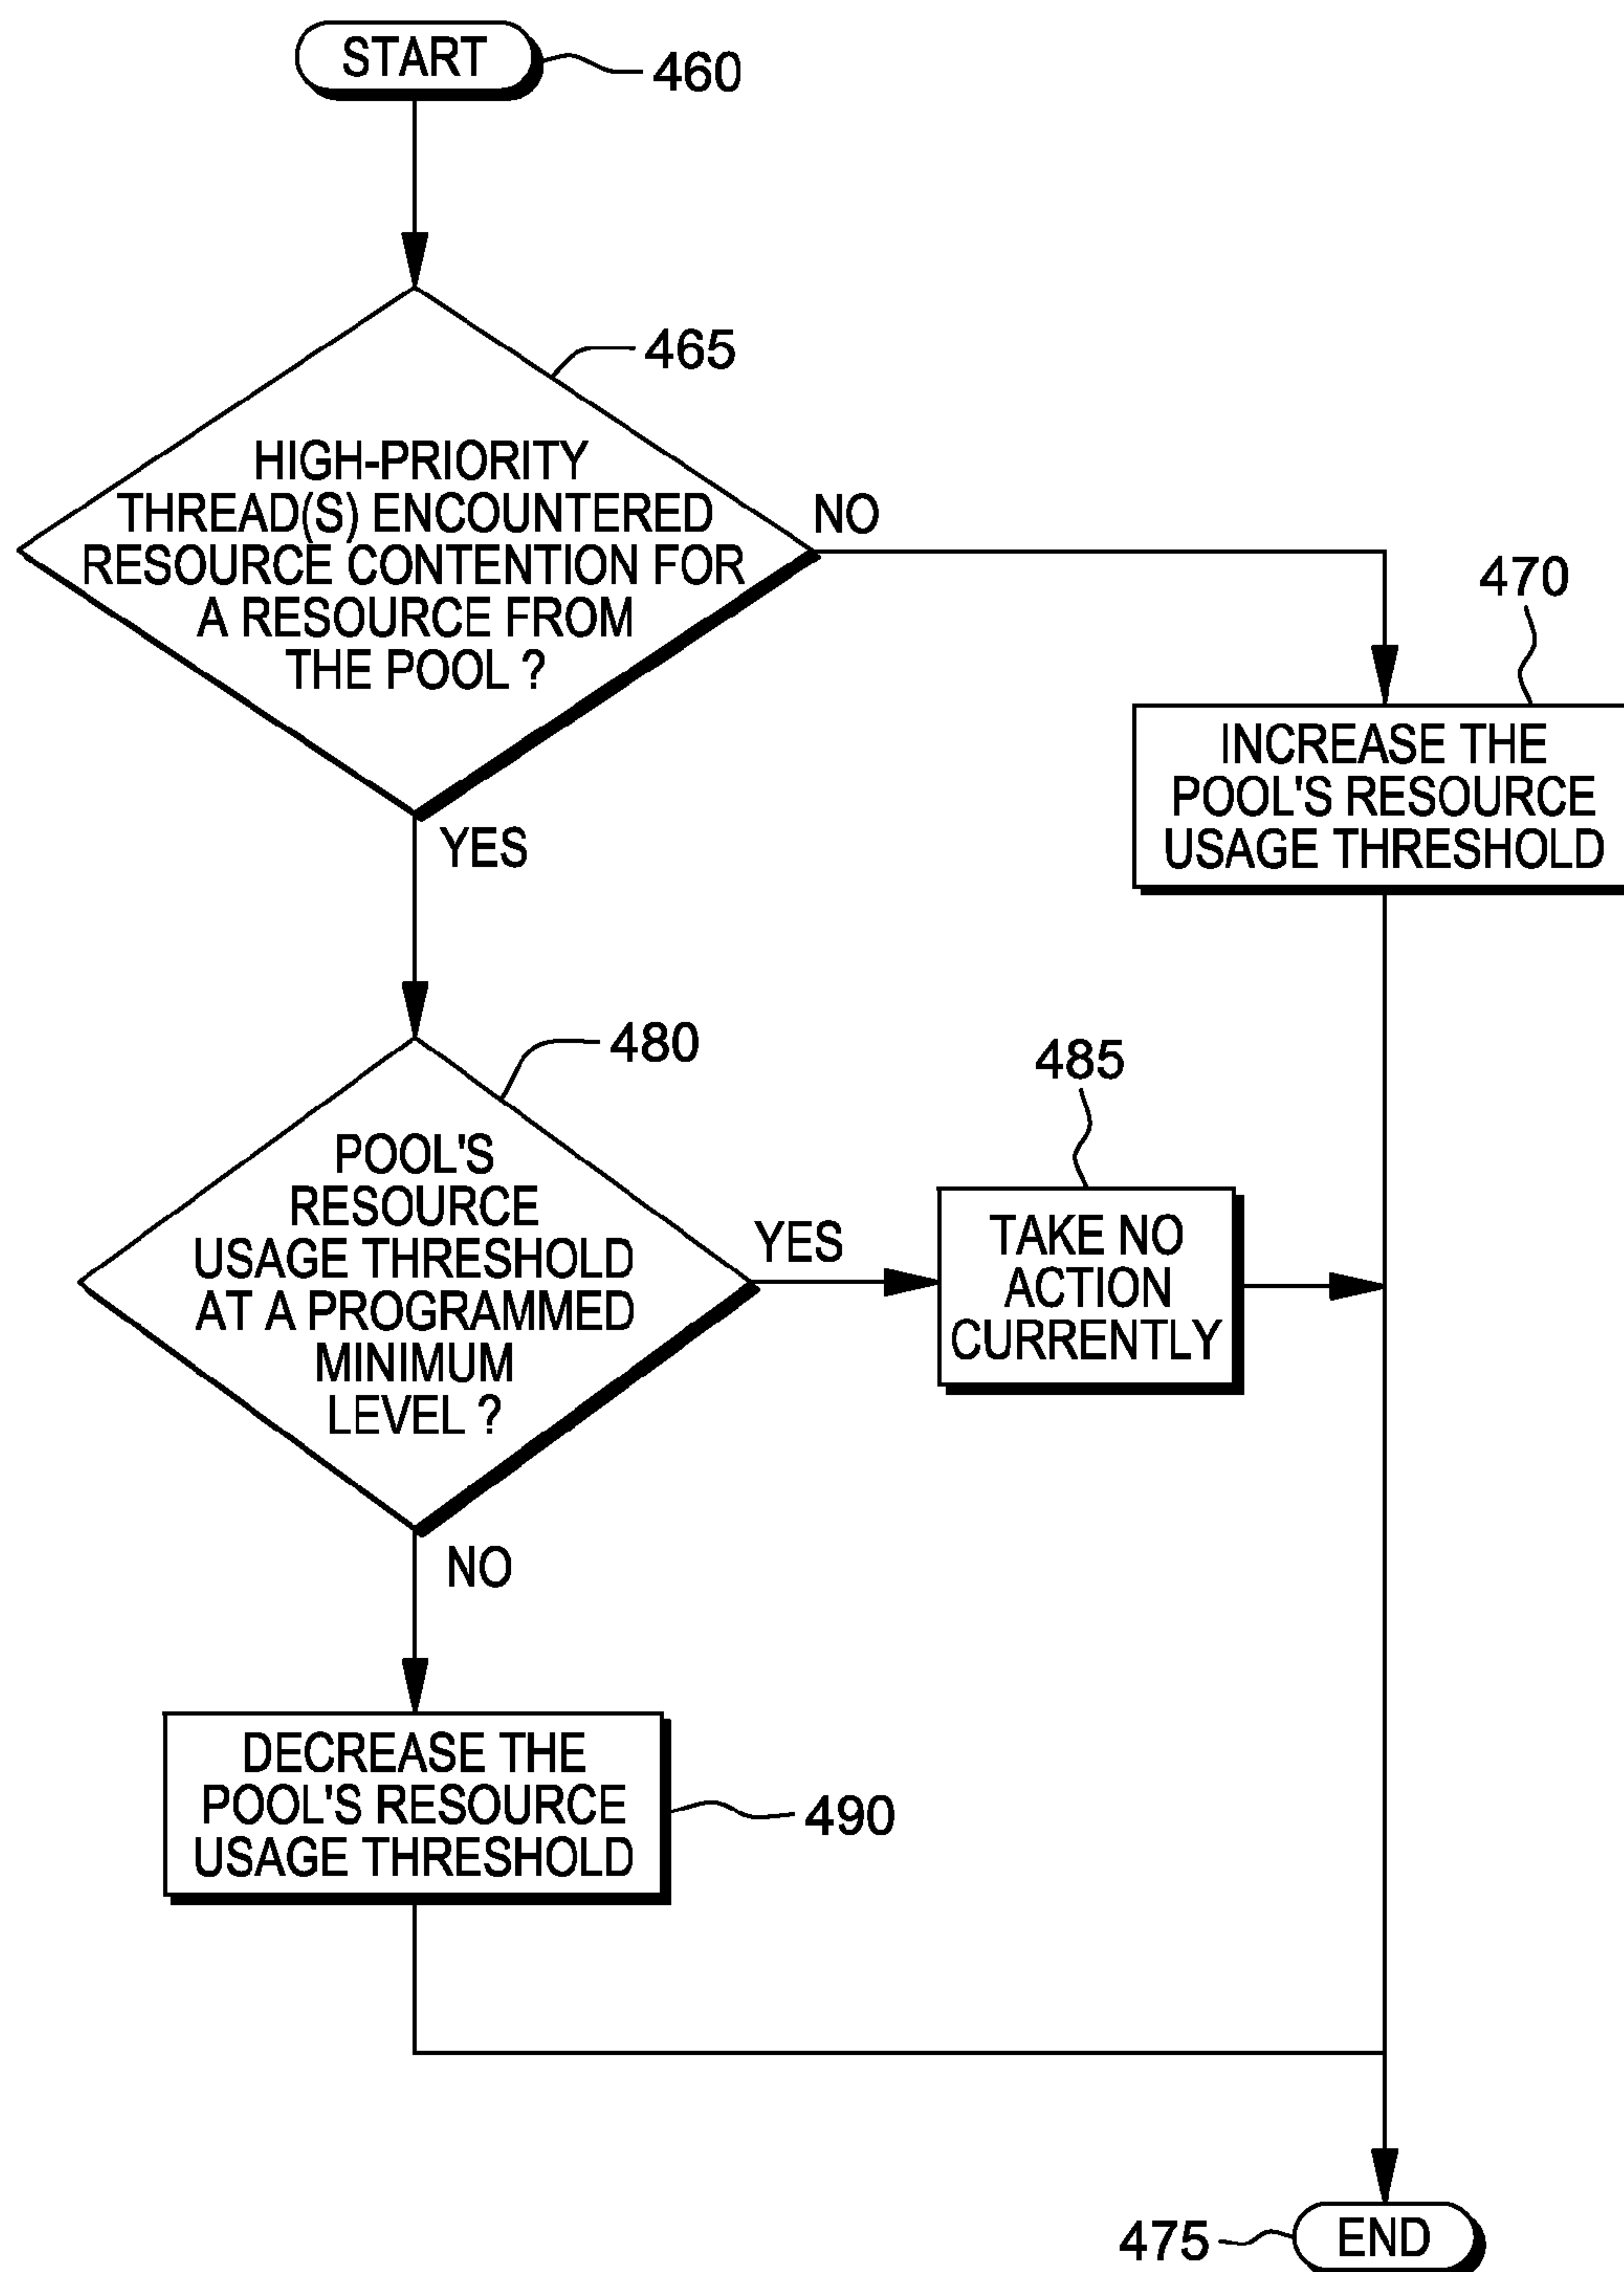 START
460
465
HIGH-PRIORITY
THREAD(S) ENCOUNTERED
RESOURCE CONTENTION FOR
A RESOURCE FROM
THE POOL ?
NO
470
INCREASE THE
POOL'S RESOURCE
USAGE THRESHOLD
YES
480
POOL'S
RESOURCE
USAGE THRESHOLD
AT A PROGRAMMED
MINIMUM
LEVEL ?
YES
485
TAKE NO
ACTION
CURRENTLY
NO
DECREASE THE
POOL'S RESOURCE
USAGE THRESHOLD
490
475
END